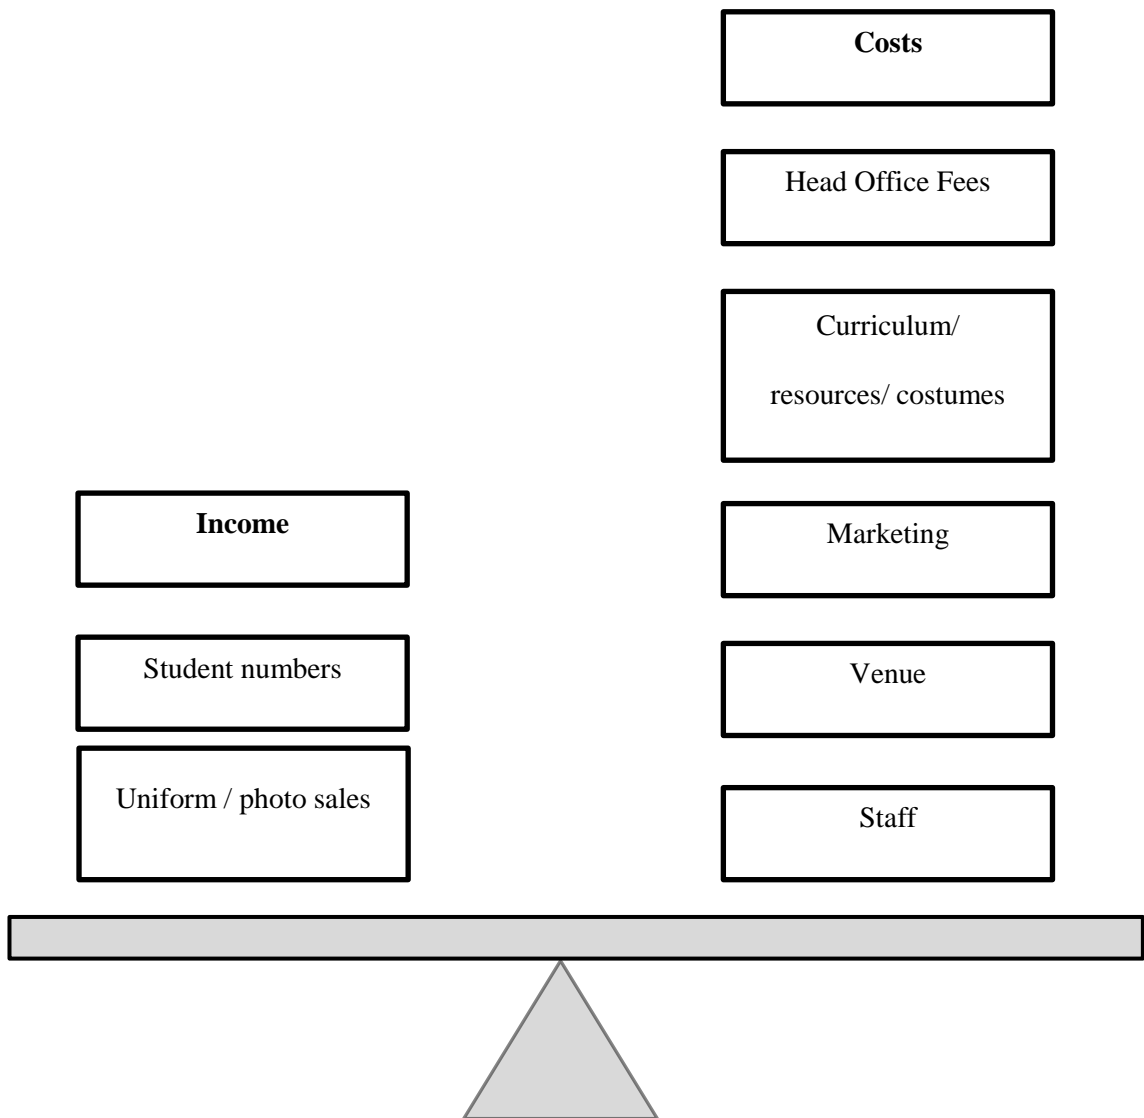 Costs
Head Office Fees
Curriculum/
resources/ costumes
Marketing
Venue
Staff
Income
Student numbers
Uniform / photo sales